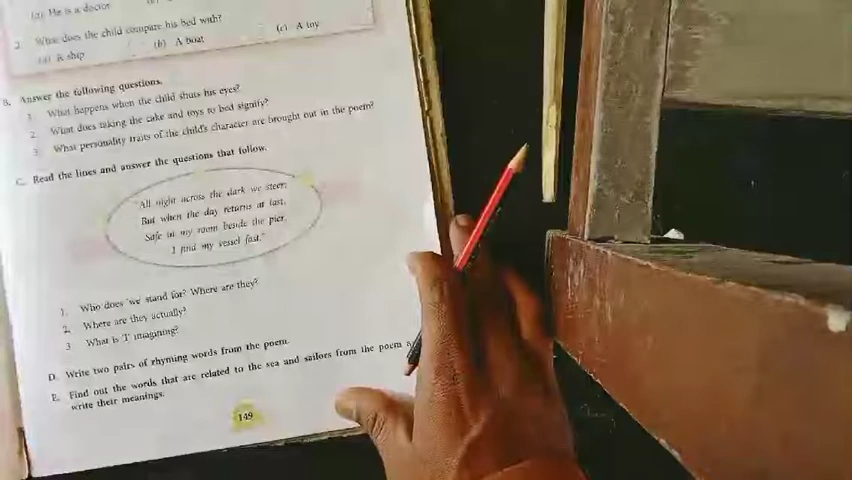 (a) He is a doctor
2. What does the child compare his bed with?
(a) A ship (b) A boat (c) A toy
B. Answer the following questions.
1. What happens when the child shuts his eyes?
2. What does taking the cake and toys to bed signify?
3. What personality traits of the child's character are brought out in the poem?
C. Read the lines and answer the questions that follow.
"All night across the dark we steer;
But when the day returns at last,
Safe in my room beside the pier,
I find my vessel fast."
1. Who does 'we' stand for? Where are they?
2. Where are they actually?
3. What is 'I' imagining?
D. Write two pairs of rhyming words from the poem.
E. Find out the words that are related to the sea and sailors from the poem
write their meanings.
149